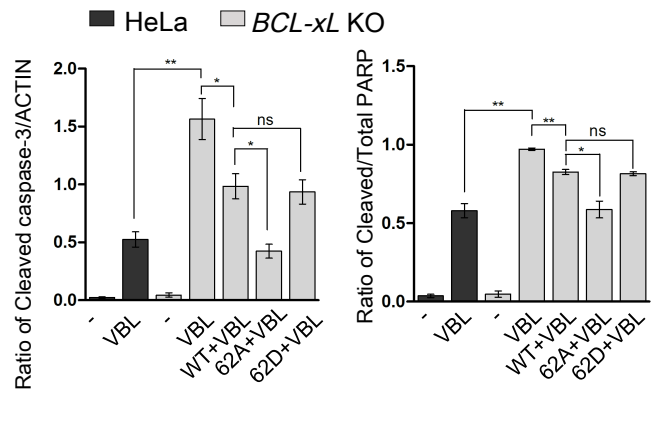 HeLa BCL-xL KO
Ratio of Cleaved caspase-3/ACTIN
2.0
1.5
1.0
0.5
0.0
**
*
ns
*
-
VBL
-
VBL
WT+VBL
62A+VBL
62D+VBL
Ratio of Cleaved/Total PARP
1.5
1.0
0.5
0.0
**
**
ns
*
-
VBL
-
VBL
WT+VBL
62A+VBL
62D+VBL